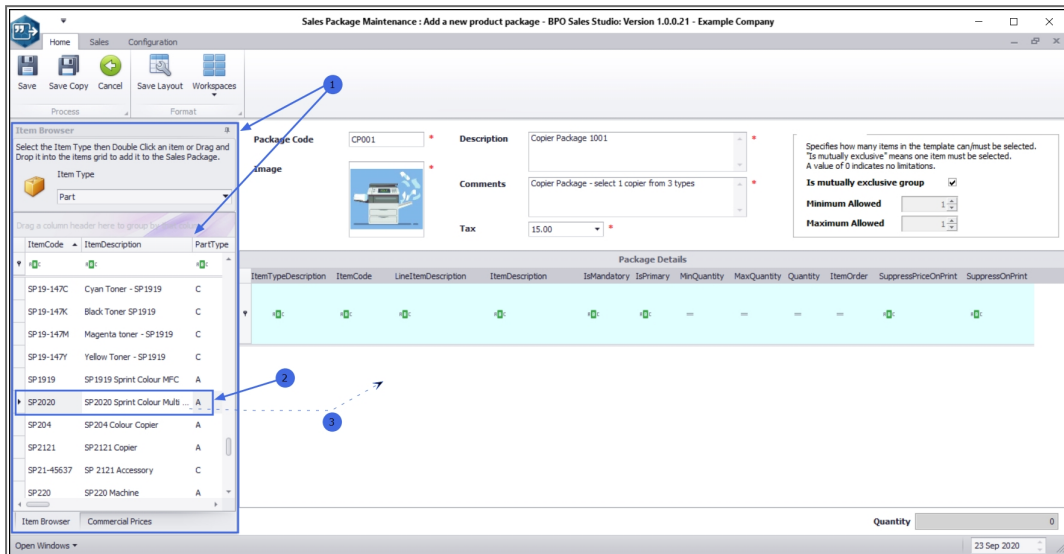 Sales Package Maintenance : Add a new product package - BPO Sales Studio: Version 1.0.0.21 - Example Company
Home Sales Configuration
Save Save Copy Cancel Save Layout Workspaces
Process Format
1
Item Browser
Select the Item Type then Double Click an item or Drag and
Drop it into the items grid to add it to the Sales Package.
Item Type
Part
Drag a column header here to group by
ItemCode ItemDescription PartType
SP19-147C Cyan Toner - SP1919 C
SP19-147K Black Toner SP1919 C
SP19-147M Magenta toner - SP1919 C
SP19-147Y Yellow Toner - SP1919 C
SP1919 SP1919 Sprint Colour MFC A
SP2020 SP2020 Sprint Colour Multi ... A
SP204 SP204 Colour Copier A
SP2121 SP2121 Copier A
SP21-45637 SP 2121 Accessory C
SP220 SP220 Machine A
Item Browser Commercial Prices
Package Code CP001 *
Image *
Description Copier Package 1001 *
Comments Copier Package - select 1 copier from 3 types *
Tax 15.00 *
Specifies how many items in the template can/must be selected.
"Is mutually exclusive" means one item must be selected.
A value of 0 indicates no limitations.
Is mutually exclusive group
Minimum Allowed 1
Maximum Allowed 1
Package Details
ItemTypeDescription ItemCode LineItemDescription ItemDescription IsMandatory IsPrimary MinQuantity MaxQuantity Quantity ItemOrder SuppressPriceOnPrint SuppressOnPrint
= = = =
2
3
Quantity 0
Open Windows 23 Sep 2020